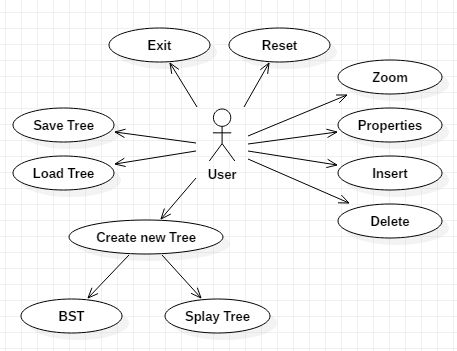 Exit
Reset
Zoom
Save Tree
Properties
Load Tree
User
Insert
Delete
Create new Tree
BST
Splay Tree